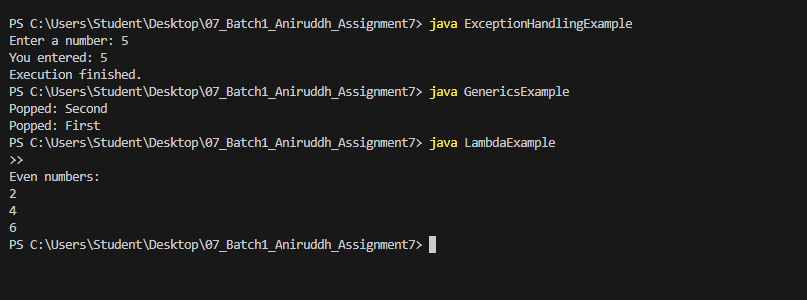 PS C:\Users\Student\Desktop\07_Batch1_Aniruddh_Assignment7> java ExceptionHandlingExample
Enter a number: 5
You entered: 5
Execution finished.
PS C:\Users\Student\Desktop\07_Batch1_Aniruddh_Assignment7> java GenericsExample
Popped: Second
Popped: First
PS C:\Users\Student\Desktop\07_Batch1_Aniruddh_Assignment7> java LambdaExample
>>
Even numbers:
2
4
6
PS C:\Users\Student\Desktop\07_Batch1_Aniruddh_Assignment7>